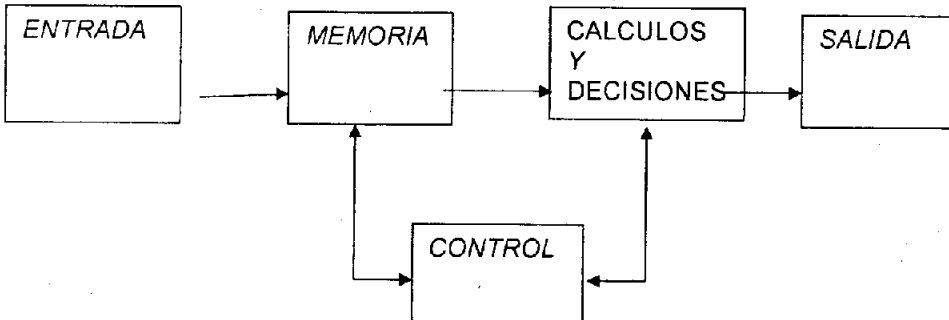 ENTRADA
MEMORIA
CALCULOS
Y
DECISIONES
SALIDA
CONTROL